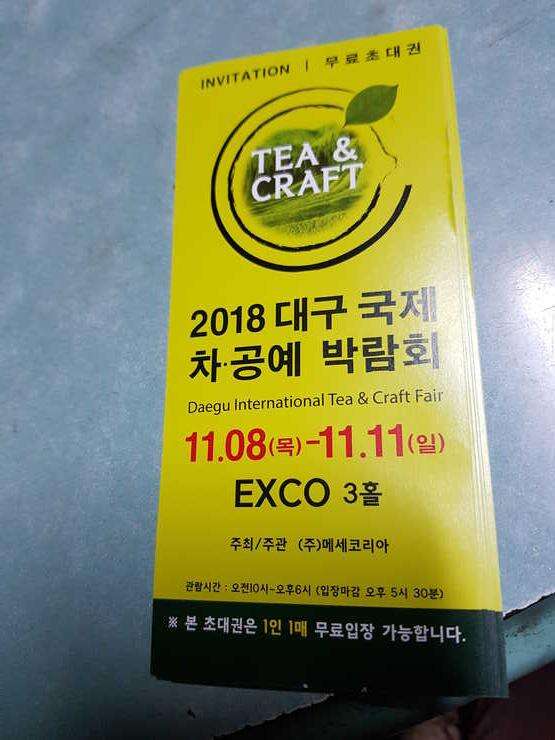 INVITATION | 무료초대권
TEA &
CRAFT
2018 대구 국제
차·공예 박람회
Daegu International Tea & Craft Fair
11.08(목)-11.11(일)
EXCO 3홀
주최/주관 (주)메세코리아
관람시간 : 오전10시~오후6시 (입장마감 오후 5시 30분)
※ 본 초대권은 1인 1매 무료입장 가능합니다.